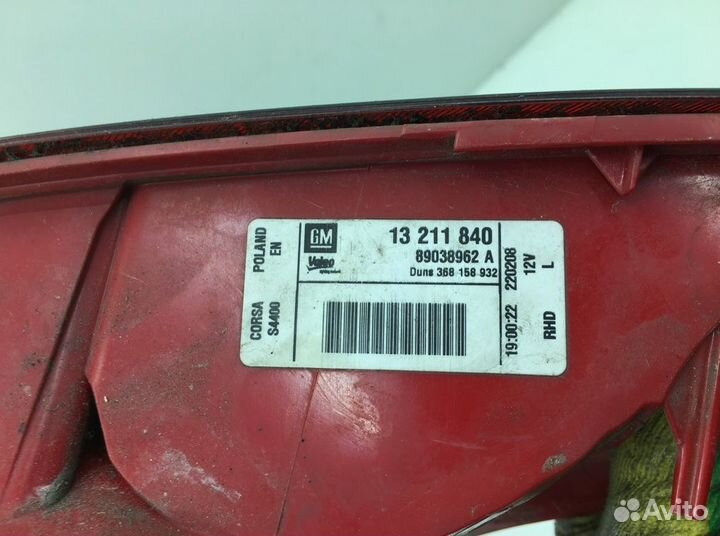 GM
13 211 840
Valeo
89038962 A
Duns 368 158 932
CORSA POLAND
S4400 EN
19:00:22 220208
RHD 12V L
Avito